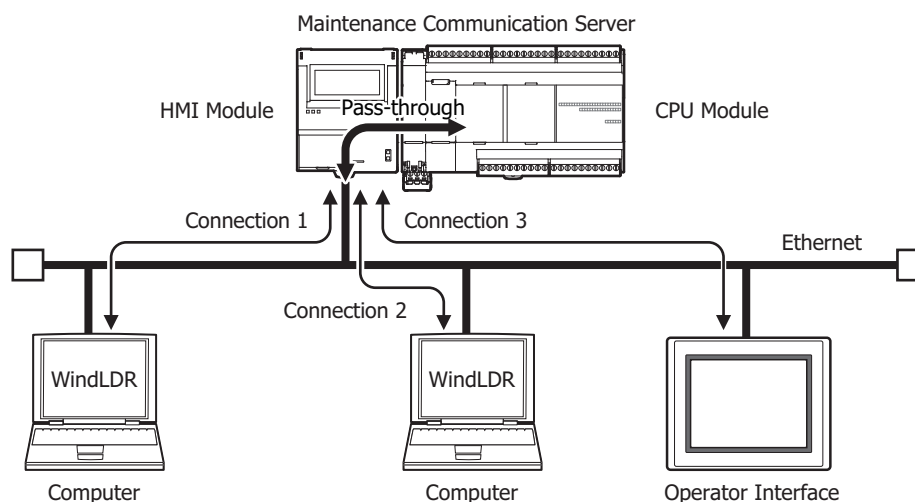 Maintenance Communication Server
HMI Module
Pass-through
CPU Module
Connection 1
Connection 3
Ethernet
Connection 2
WindLDR
WindLDR
Computer
Computer
Operator Interface